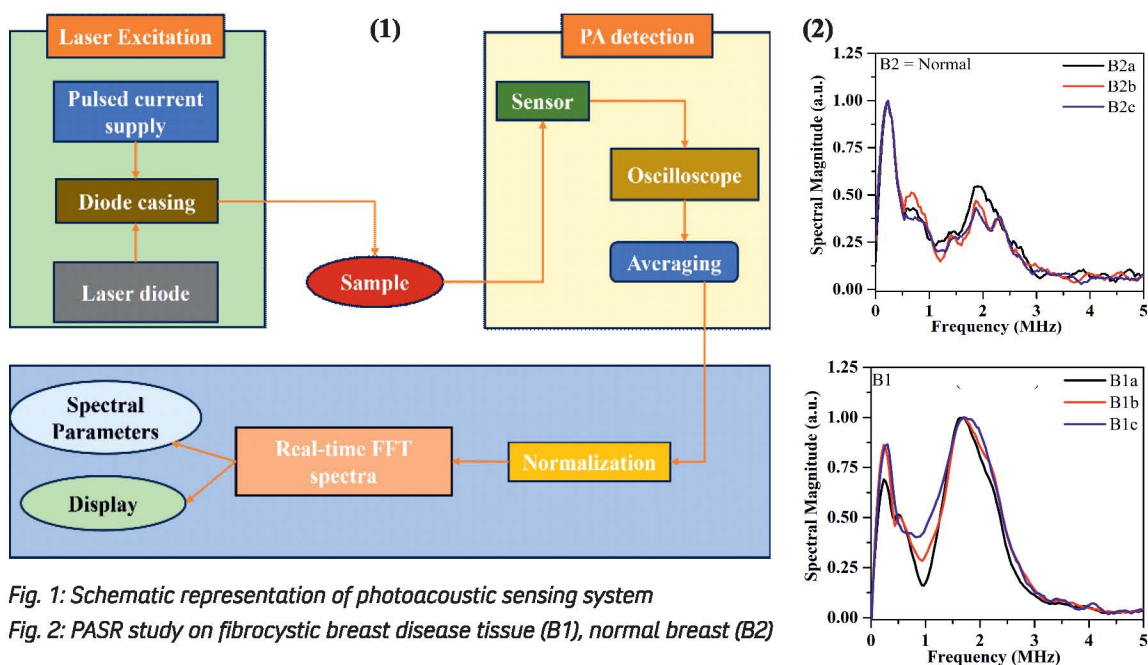 (1)
Laser Excitation
Pulsed current
supply
Diode casing
Laser diode
Sample
PA detection
Sensor
Oscilloscope
Averaging
Normalization
Real-time FFT
spectra
Spectral
Parameters
Display
(2)
B2 = Normal
B2a
B2b
B2c
Spectral Magnitude (a.u.)
1.25
1.00
0.75
0.50
0.25
0.00
0 1 2 3 4 5
Frequency (MHz)
B1
B1a
B1b
B1c
Spectral Magnitude (a.u.)
1.25
1.00
0.75
0.50
0.25
0.00
0 1 2 3 4 5
Frequency (MHz)
Fig. 1: Schematic representation of photoacoustic sensing system
Fig. 2: PASR study on fibrocystic breast disease tissue (B1), normal breast (B2)